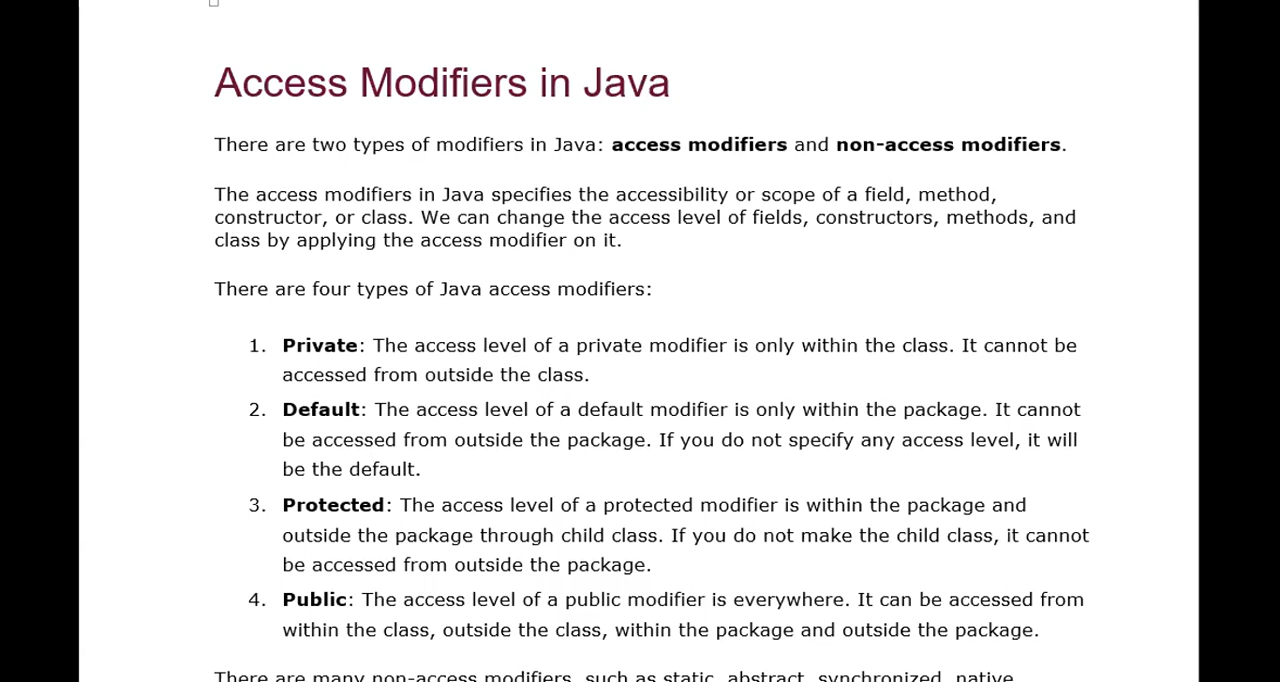 Access Modifiers in Java
There are two types of modifiers in Java: access modifiers and non-access modifiers.
The access modifiers in Java specifies the accessibility or scope of a field, method,
constructor, or class. We can change the access level of fields, constructors, methods, and
class by applying the access modifier on it.
There are four types of Java access modifiers:
1. Private: The access level of a private modifier is only within the class. It cannot be
accessed from outside the class.
2. Default: The access level of a default modifier is only within the package. It cannot
be accessed from outside the package. If you do not specify any access level, it will
be the default.
3. Protected: The access level of a protected modifier is within the package and
outside the package through child class. If you do not make the child class, it cannot
be accessed from outside the package.
4. Public: The access level of a public modifier is everywhere. It can be accessed from
within the class, outside the class, within the package and outside the package.
There are many non-access modifiers, such as static, abstract, synchronized, native,